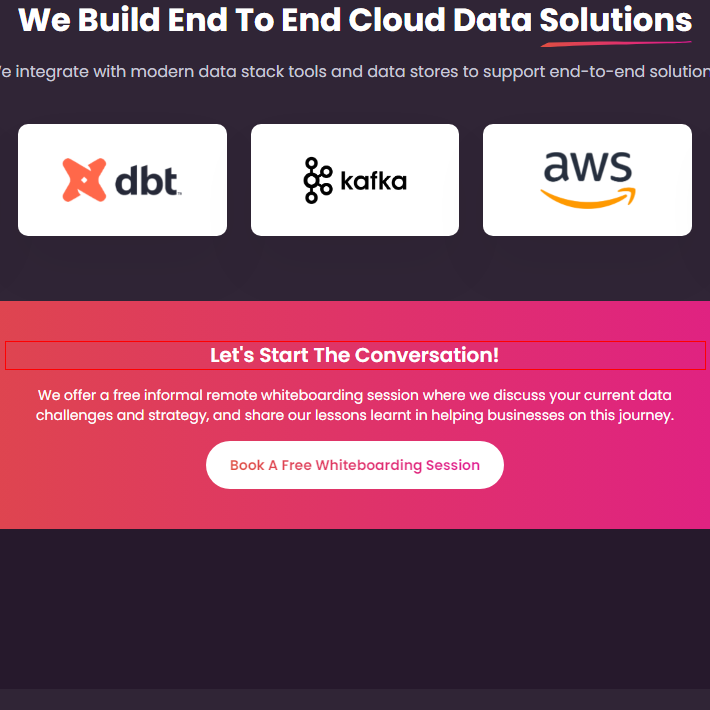 We Build End To End Cloud Data Solutions
integrate with modern data stack tools and data stores to support end-to-end
dbt
kafka
aws
Let's Start The Conversation!
We offer a free informal remote whiteboarding session where we discuss your current data
challenges and strategy, and share our lessons learnt in helping businesses on this journey.
Book A Free Whiteboarding Session